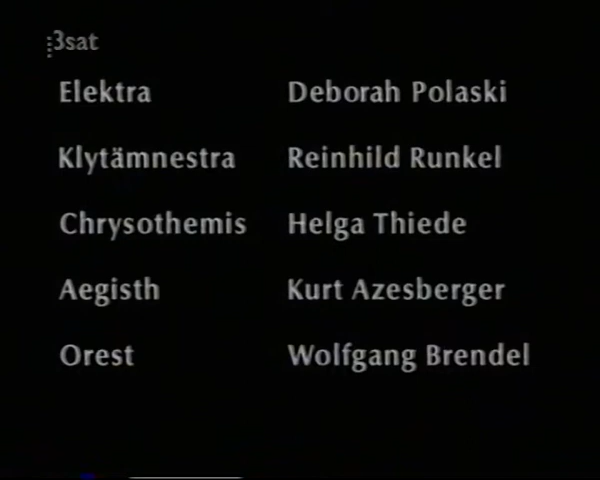 3sat
Elektra Deborah Polaski
Klytämnestra Reinhild Runkel
Chrysothemis Helga Thiede
Aegisth Kurt Azesberger
Orest Wolfgang Brendel